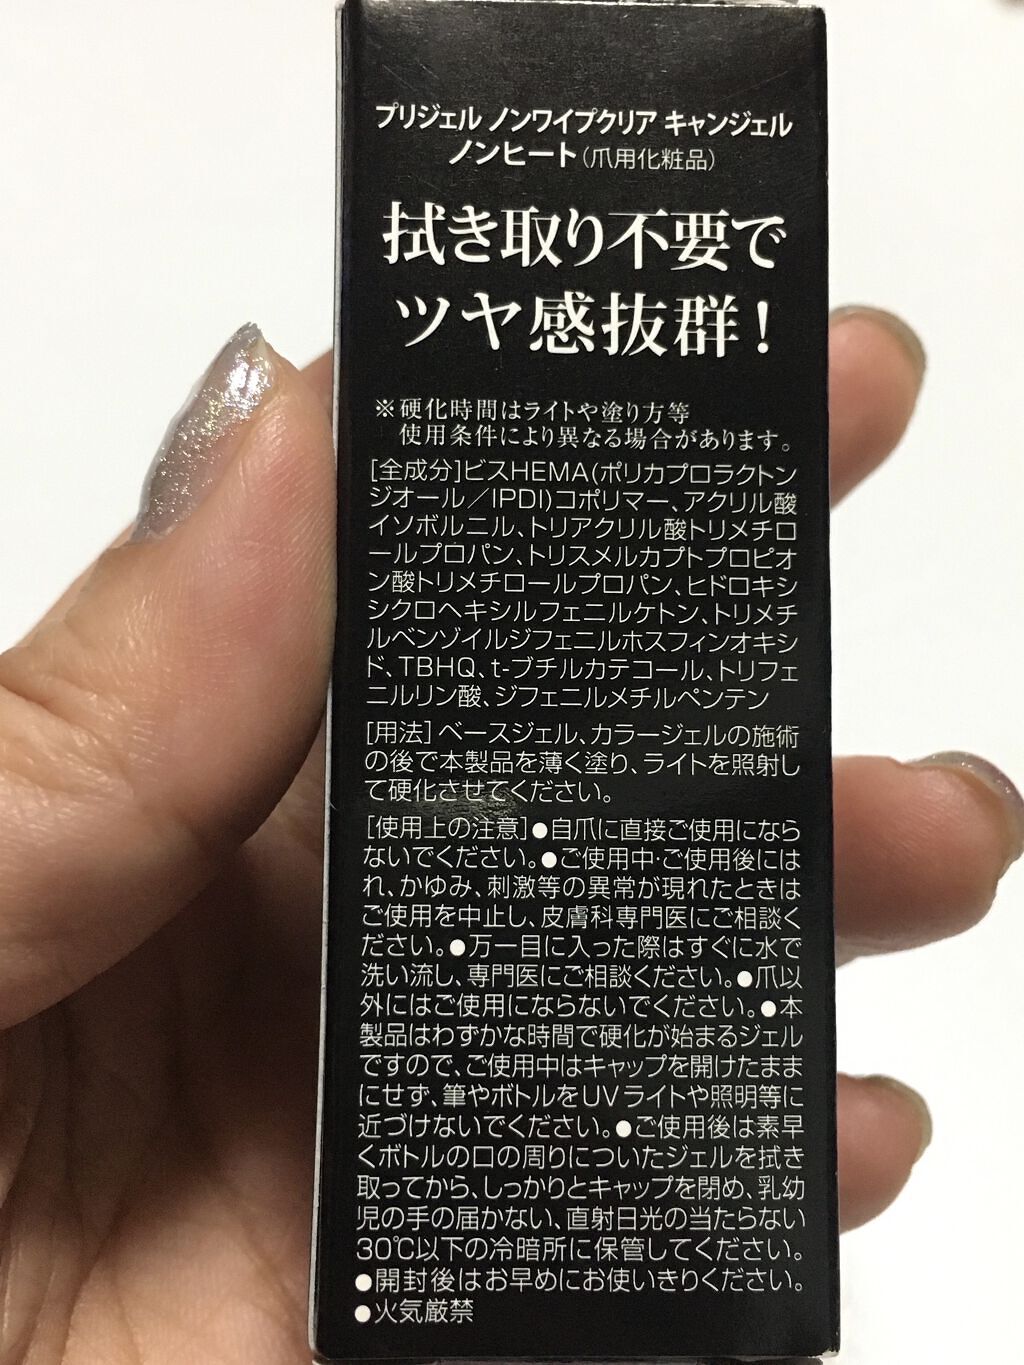 プリジェル ノンワイプクリア キャンジェル
ノンヒート（爪用化粧品）
拭き取り不要で
ツヤ感抜群！
※硬化時間はライトや塗り方等
使用条件により異なる場合があります。
[全成分]ビスHEMA(ポリカプロラクトン
ジオール／IPDI)コポリマー、アクリル酸
イソボルニル、トリアクリル酸トリメチロ
ールプロパン、トリスメルカプトプロピオ
ン酸トリメチロールプロパン、ヒドロキシ
シクロヘキシルフェニルケトン、トリメチ
ルベンゾイルジフェニルホスフィンオキシ
ド、TBHQ、t-ブチルカテコール、トリフェ
ニルリン酸、ジフェニルメチルペンテン
[用法]ベースジェル、カラージェルの施術
の後で本製品を薄く塗り、ライトを照射し
て硬化させてください。
[使用上の注意]●自爪に直接ご使用になら
ないでください。●ご使用中・ご使用後には
れ、かゆみ、刺激等の異常が現れたときは
ご使用を中止し、皮膚科専門医にご相談く
ださい。●万一目に入った際はすぐに水で
洗い流し、専門医にご相談ください。●爪以
外にはご使用にならないでください。●本
製品はわずかな時間で硬化が始まるジェル
ですので、ご使用中はキャップを開けたまま
にせず、筆やボトルをUVライトや照明等に
近づけないでください。●ご使用後は素早
くボトルの口の周りについたジェルを拭き
取ってから、しっかりとキャップを閉め、乳幼
児の手の届かない、直射日光の当たらない
30℃以下の冷暗所に保管してください。
●開封後はお早めにお使いきりください。
●火気厳禁